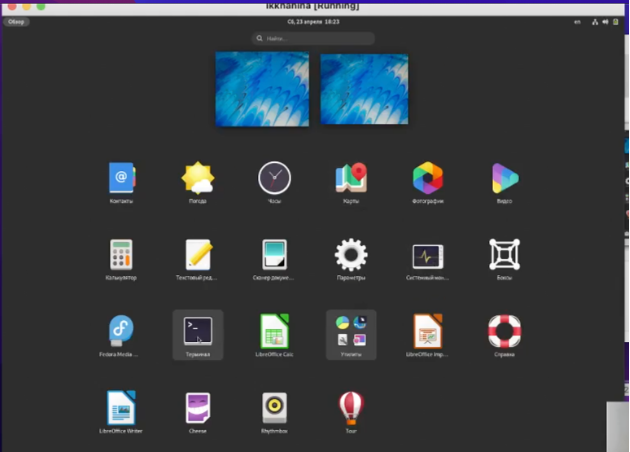 ikkhanina [Running]
Обзор
Сб, 23 апреля 18:23
en
Найти…
Контакты
Погода
Часы
Карты
Фотографии
Видео
Калькулятор
Текстовый ред…
Сканер докуме…
Параметры
Системный мон…
Боксы
Fedora Media …
Терминал
LibreOffice Calc
Утилиты
LibreOffice Imp…
Справка
LibreOffice Writer
Cheese
Rhythmbox
Tour